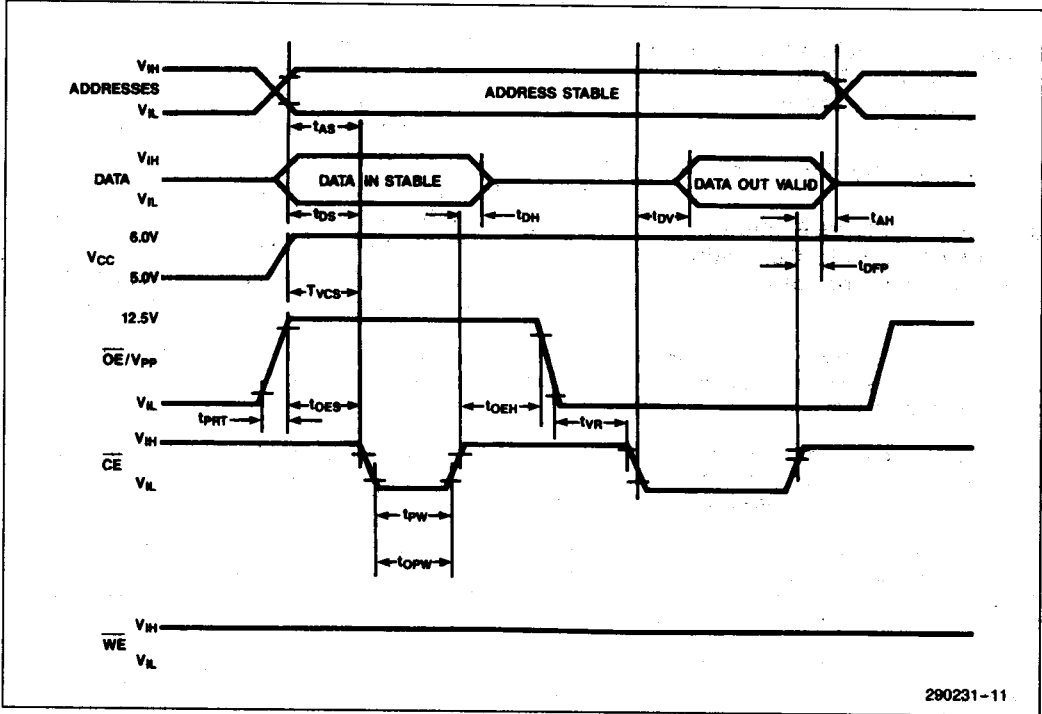 VIH
ADDRESSES
ADDRESS STABLE
VIL
tAS
VIH
DATA
DATA IN STABLE
DATA OUT VALID
VIL
tDS
tDH
tDV
tAH
6.0V
VCC
tDFP
5.0V
TVCS
12.5V
OE/VPP
VIL
tPRT
tOES
tOEH
tVR
VIH
CE
VIL
tPW
tOPW
VIH
WE
VIL
290231-11